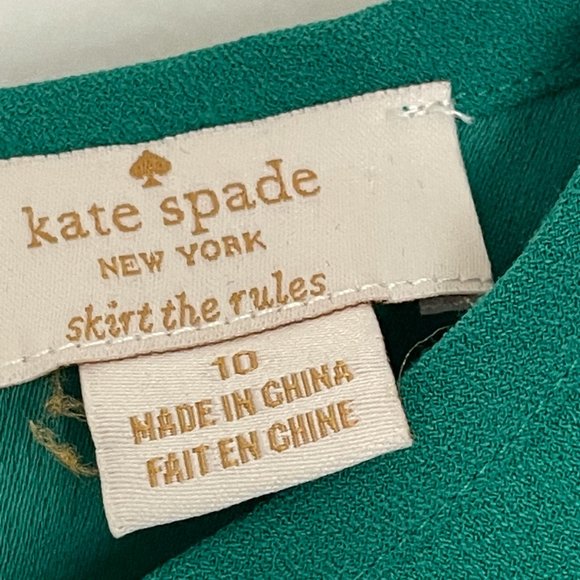 kate spade
NEW YORK
skirt the rules
10
MADE IN CHINA
FAIT EN CHINE